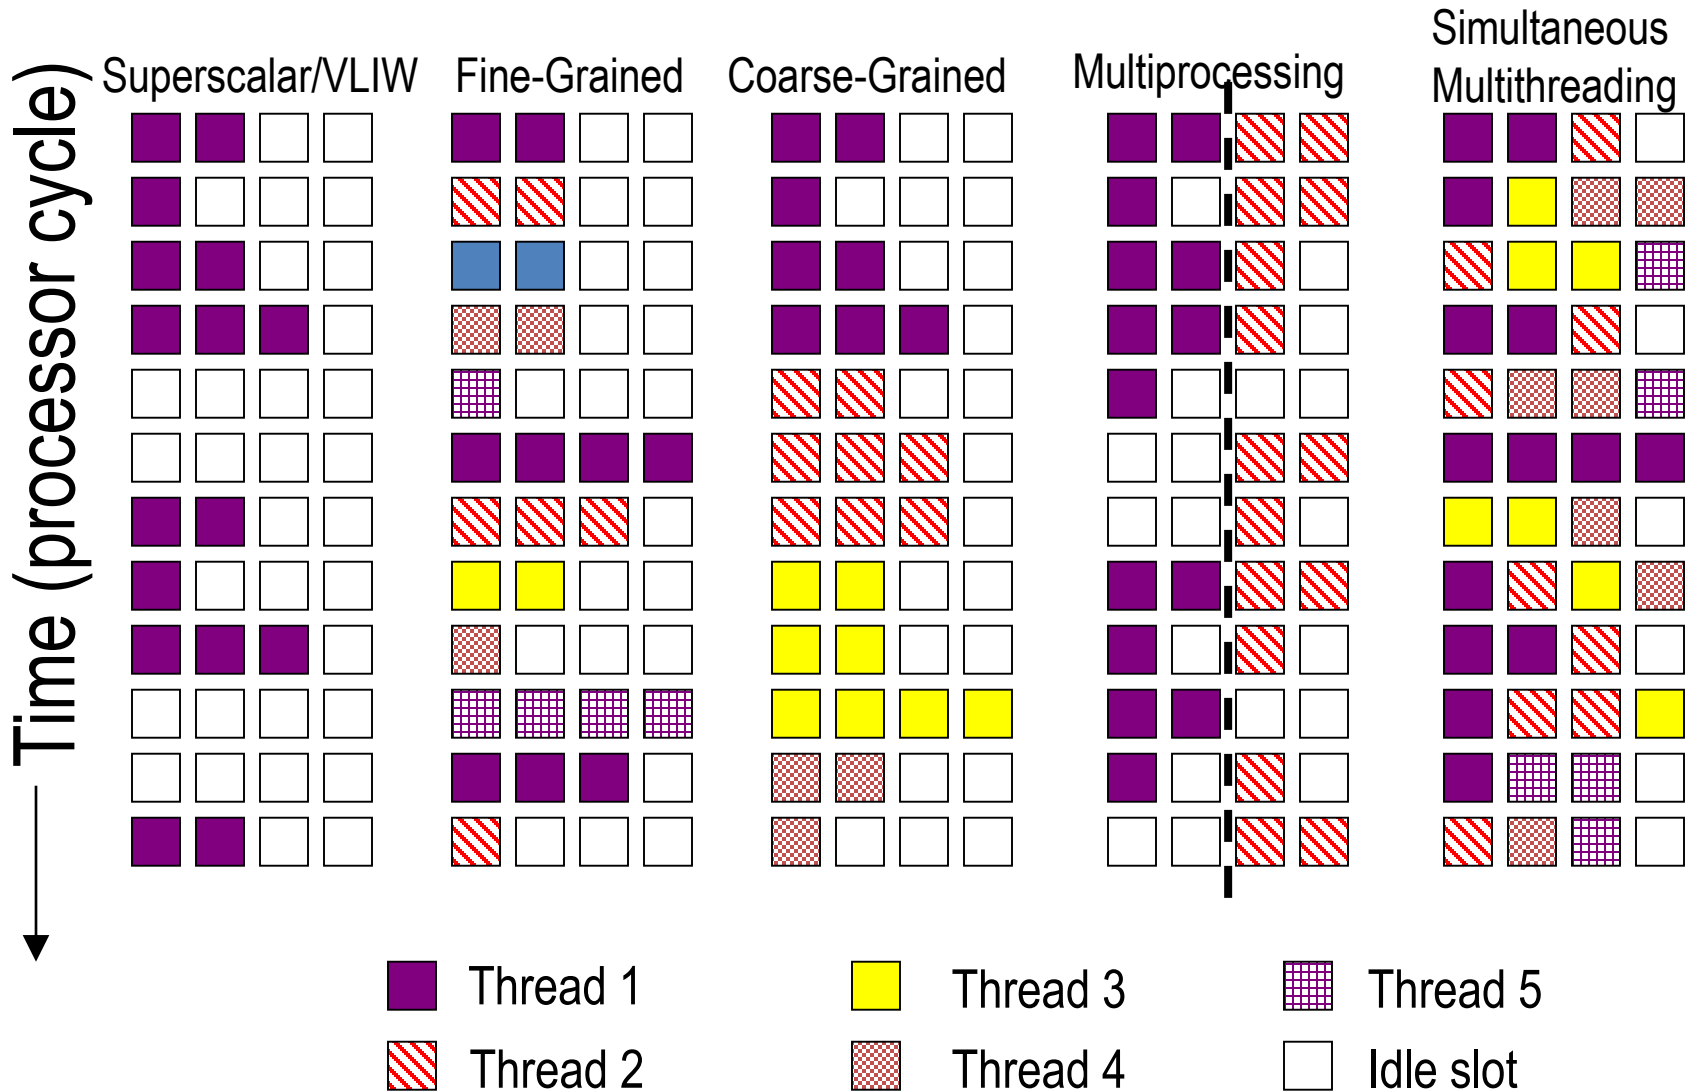 Simultaneous
Multithreading
Superscalar/VLIW
Fine-Grained
Coarse-Grained
Multiprocessing
Time (processor cycle)
Thread 1
Thread 3
Thread 5
Thread 2
Thread 4
Idle slot